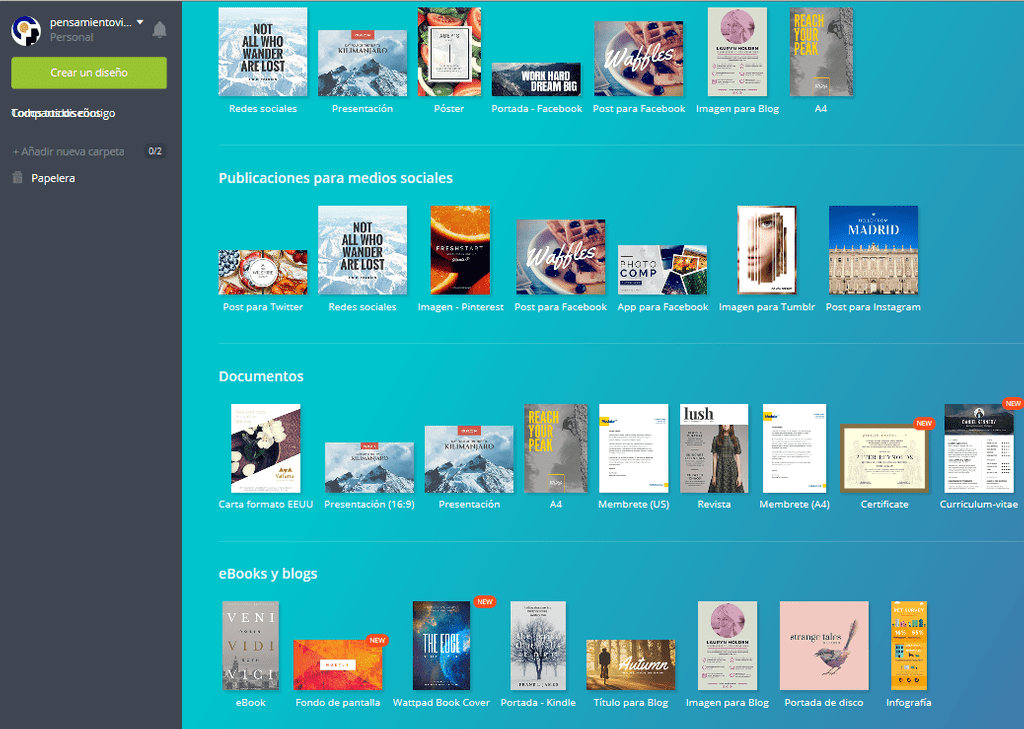 pensamientovi...
Personal
Crear un diseño
+ Añadir nueva carpeta 0/2
Papelera
NOT
ALL WHO
WANDER
ARE LOST
KILIMANJARO
WORK HARD
DREAM BIG
Waffles
LAURYN HOLDEN
REACH
YOUR
PEAK
Redes sociales
Presentación
Póster
Portada - Facebook
Post para Facebook
Imagen para Blog
A4
Publicaciones para medios sociales
NOT
ALL WHO
WANDER
ARE LOST
FRESHSTART
Waffles
PHOTO
COMP
HELLO FROM
MADRID
Post para Twitter
Redes sociales
Imagen - Pinterest
Post para Facebook
App para Facebook
Imagen para Tumblr
Post para Instagram
Documentos
KILIMANJARO
KILIMANJARO
REACH
YOUR
PEAK
lush
NEW
NEW
Carta formato EEUU
Presentación (16:9)
Presentación
A4
Membrete (US)
Revista
Membrete (A4)
Certificate
Curriculum-vitae
eBooks y blogs
VENI
VIDI
VICI
NEW
THE EDGE
NEW
Autumn
LAURYN HOLDEN
strange tales
PET SURVEY
eBook
Fondo de pantalla
Wattpad Book Cover
Portada - Kindle
Título para Blog
Imagen para Blog
Portada de disco
Infografía